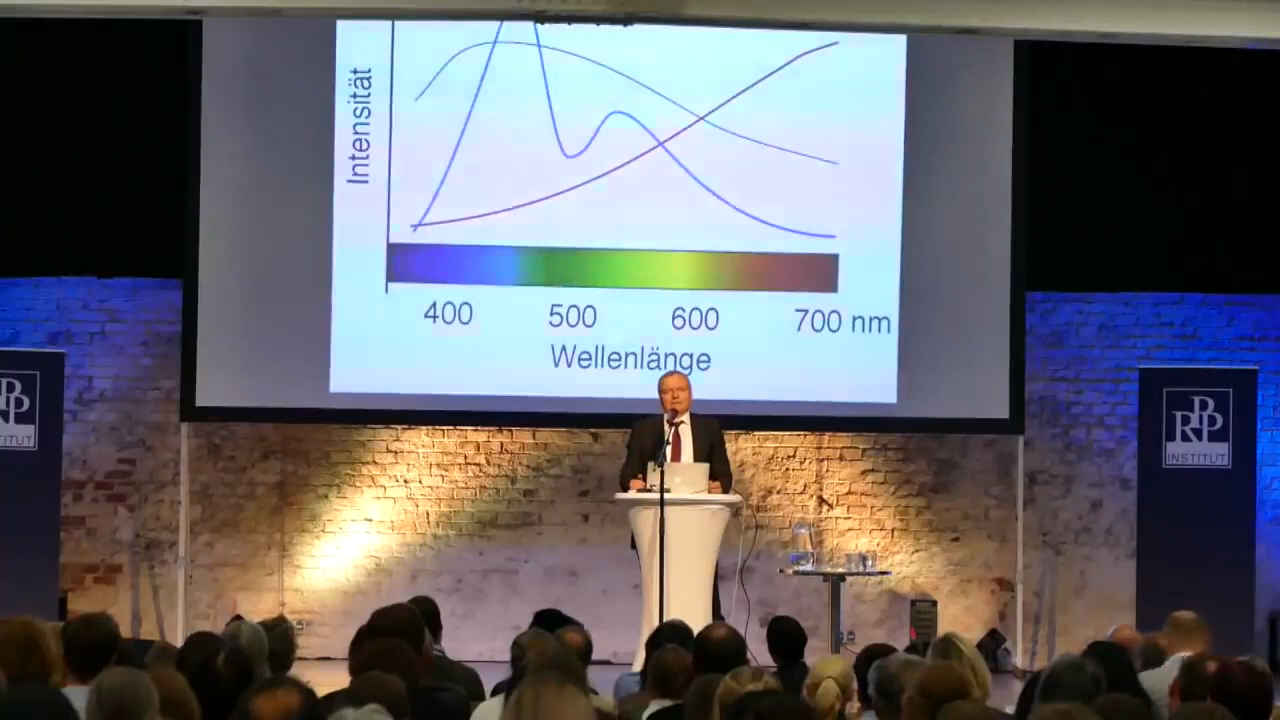 Intensität
400 500 600 700 nm
Wellenlänge
RPP
INSTITUT
RPP
INSTITUT